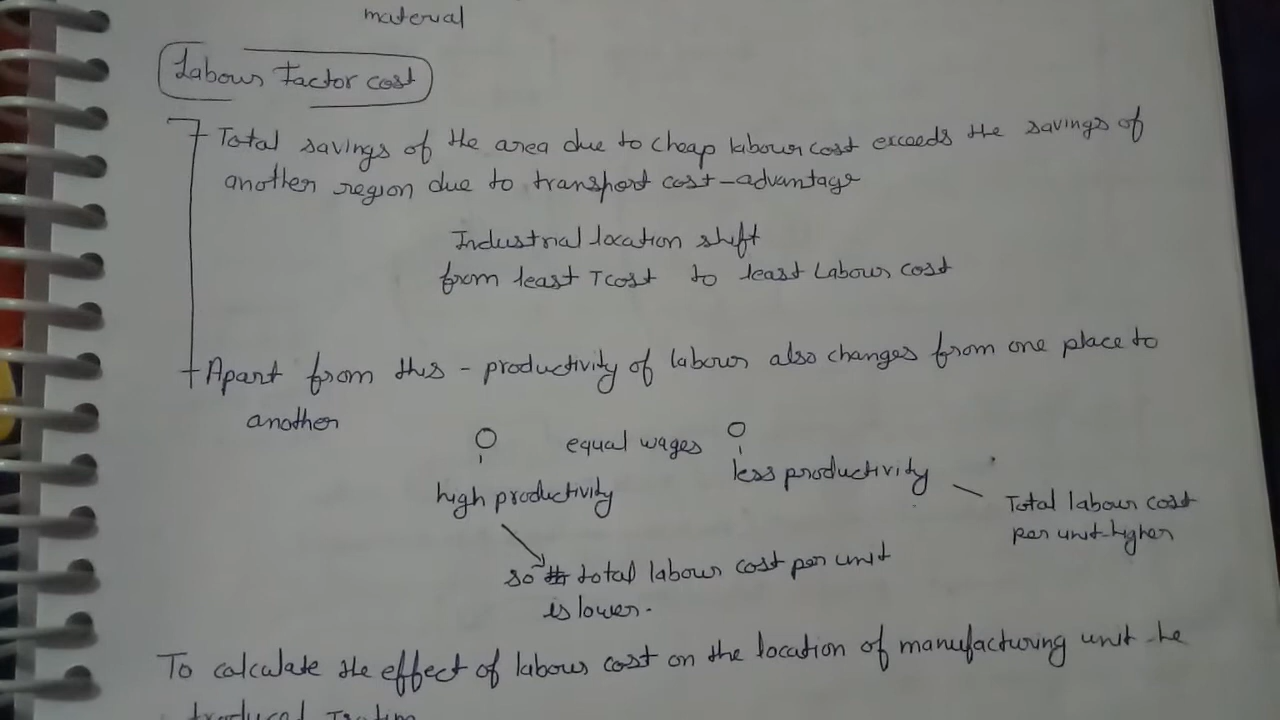 material
Labour Factor cost
Total savings of the area due to cheap labour cost exceeds the savings of
another region due to transport cost-advantage
Industrial location shift
from least Tcost to least Labour cost
Apart from this - productivity of labour also changes from one place to
another
equal wages
high productivity
less productivity
Total labour cost
per unit-higher
so total labour cost per unit
is lower.
To calculate the effect of labour cost on the location of manufacturing unit he